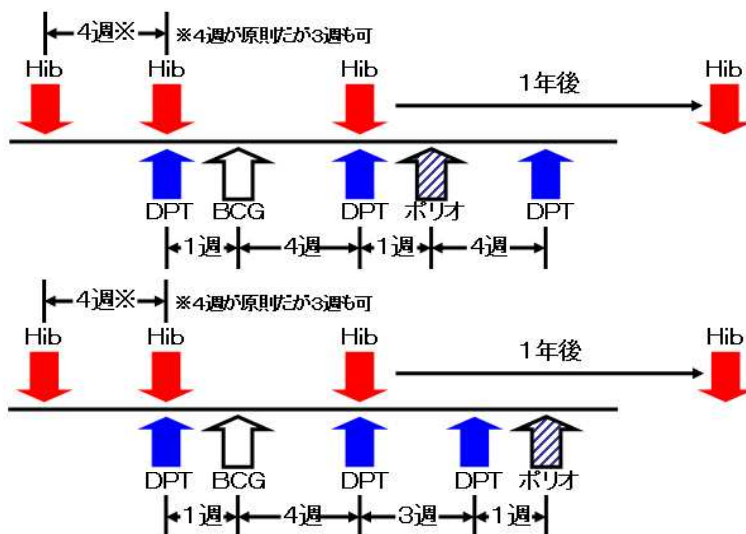 4週※ ※4週が原則だが3週も可
Hib Hib Hib Hib
1年後
DPT BCG DPT ポリオ DPT
1週 4週 1週 4週
4週※ ※4週が原則だが3週も可
Hib Hib Hib Hib
1年後
DPT BCG DPT DPT ポリオ
1週 4週 3週 1週